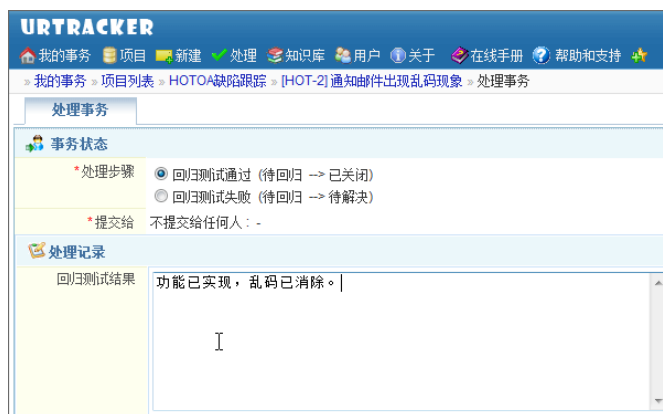 URTRACKER
我的事务 项目 新建 处理 知识库 用户 关于 在线手册 帮助和支持
» 我的事务 » 项目列表 » HOTOA缺陷跟踪 » [HOT-2] 通知邮件出现乱码现象 » 处理事务
处理事务
事务状态
*处理步骤 回归测试通过 (待回归 --> 已关闭)
回归测试失败 (待回归 --> 待解决)
*提交给 不提交给任何人: -
处理记录
回归测试结果 功能已实现，乱码已消除。